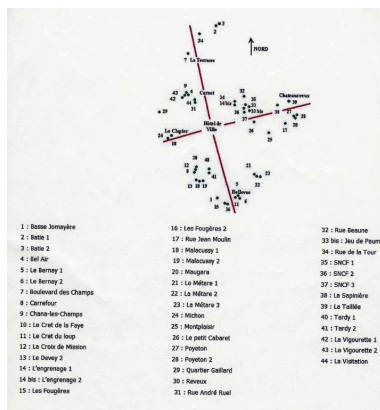 NORD
La Terrasse
Carnot
Chateaucreux
Hôtel de
Ville
Le Clapier
Bellevue
1 : Basse Jomayère
2 : Batie 1
3 : Batie 2
4 : Bel Air
5 : Le Bernay 1
6 : Le Bernay 2
7 : Boulevard des Champs
8 : Carrefour
9 : Chana-les-Champs
10 : Le Cret de la Faye
11 : Le Cret du loup
12 : La Croix de Mission
13 : Le Devey 2
14 : L'engrenage 1
14 bis : L'engrenage 2
15 : Les Fougères
16 : Les Fougères 2
17 : Rue Jean Moulin
18 : Malacussy 1
19 : Malacussy 2
20 : Maugara
21 : La Métare 1
22 : La Métare 2
23 : La Métare 3
24 : Michon
25 : Montplaisir
26 : Le petit Cabaret
27 : Poyeton
28 : Poyeton 2
29 : Quartier Gaillard
30 : Reveux
31 : Rue André Ruel
32 : Rue Beaune
33 bis : Jeu de Paum
34 : Rue de la Tour
35 : SNCF 1
36 : SNCF 2
37 : SNCF 3
38 : La Sapinière
39 : La Taillée
40 : Tardy 1
41 : Tardy 2
42 : La Vigourette 1
43 : La Vigourette 2
44 : La Visitation